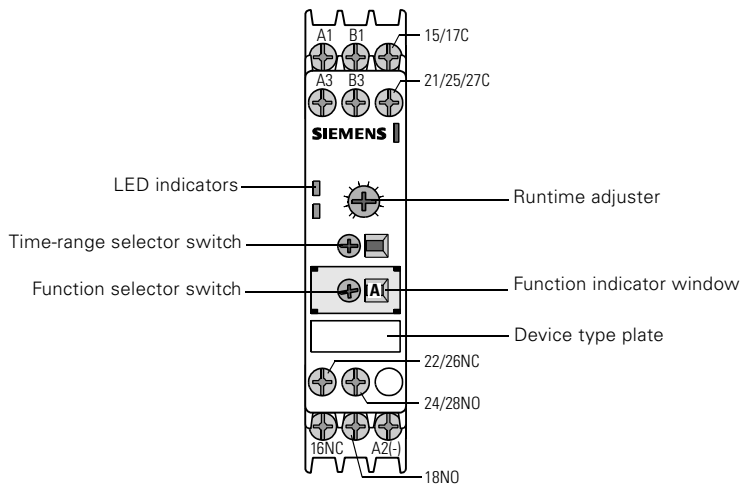 A1 B1 15/17C
A3 B3 21/25/27C
SIEMENS
LED indicators
Runtime adjuster
Time-range selector switch
Function selector switch
A
Function indicator window
Device type plate
22/26NC
24/28NO
16NC A2(-)
18NO